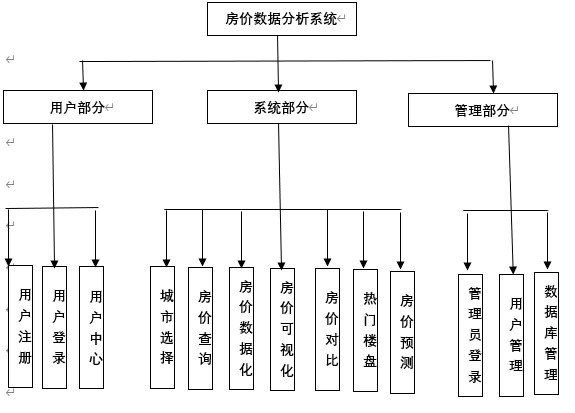 房价数据分析系统
用户部分
系统部分
管理部分
用户注册
用户登录
用户中心
城市选择
房价查询
房价数据化
房价可视化
房价对比
热门楼盘
房价预测
管理员登录
用户管理
数据库管理